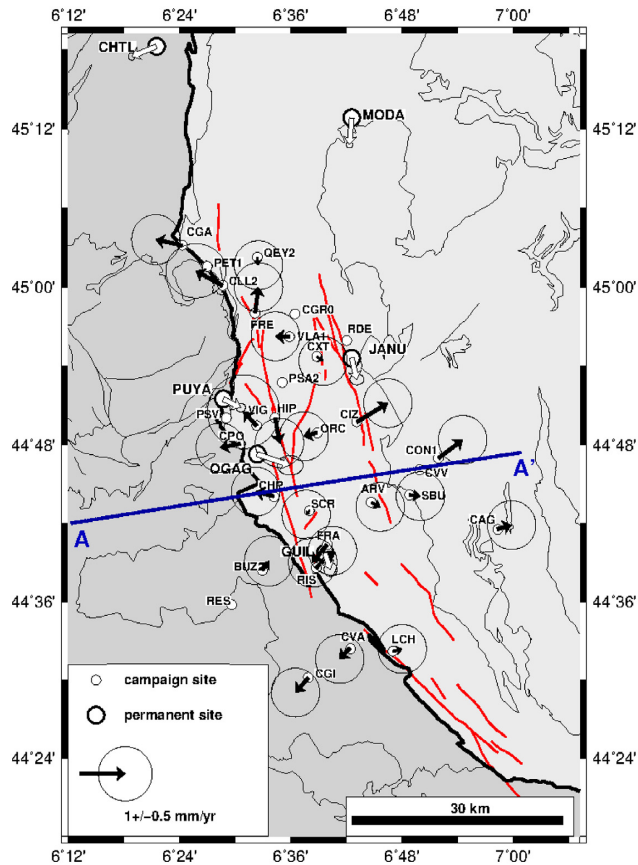 6°12' 6°24' 6°36' 6°48' 7°00'
CHTL
MODA
45°12' 45°12'
CGA
QEY2
PET1
CLL2
45°00' 45°00'
CGR0
FRE
VLA1
RDE
CXT
JANU
PSA2
PUYA
PSV
VIG
HIP
CIZ
ORC
44°48' 44°48'
CPO
CON1
OGAG
CVV
A'
CHP
ARV
SBU
SCR
CAG
A
FRA
GUIL
BUZ
RIS
44°36' 44°36'
RES
CVA
LCH
CGI
campaign site
permanent site
44°24' 44°24'
1+/−0.5 mm/yr
30 km
6°12' 6°24' 6°36' 6°48' 7°00'